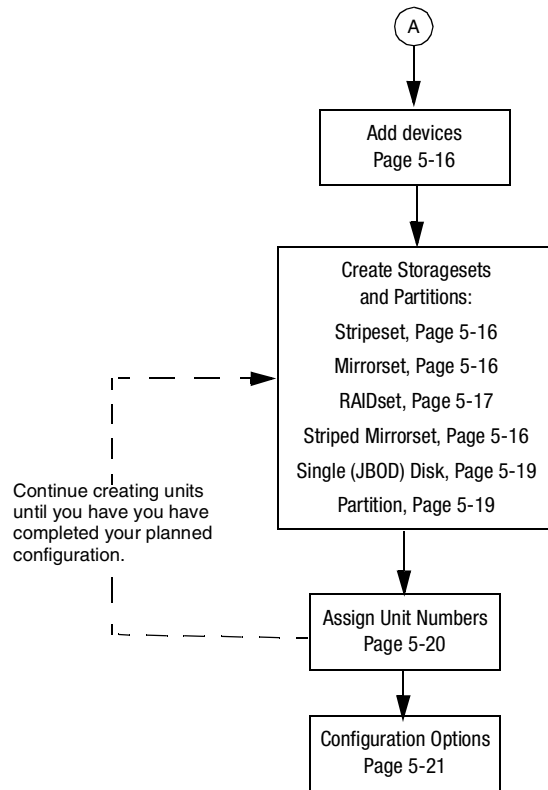 A
Add devices
Page 5-16
Create Storagesets
and Partitions:
Stripeset, Page 5-16
Mirrorset, Page 5-16
RAIDset, Page 5-17
Striped Mirrorset, Page 5-16
Single (JBOD) Disk, Page 5-19
Partition, Page 5-19
Continue creating units
until you have you have
completed your planned
configuration.
Assign Unit Numbers
Page 5-20
Configuration Options
Page 5-21